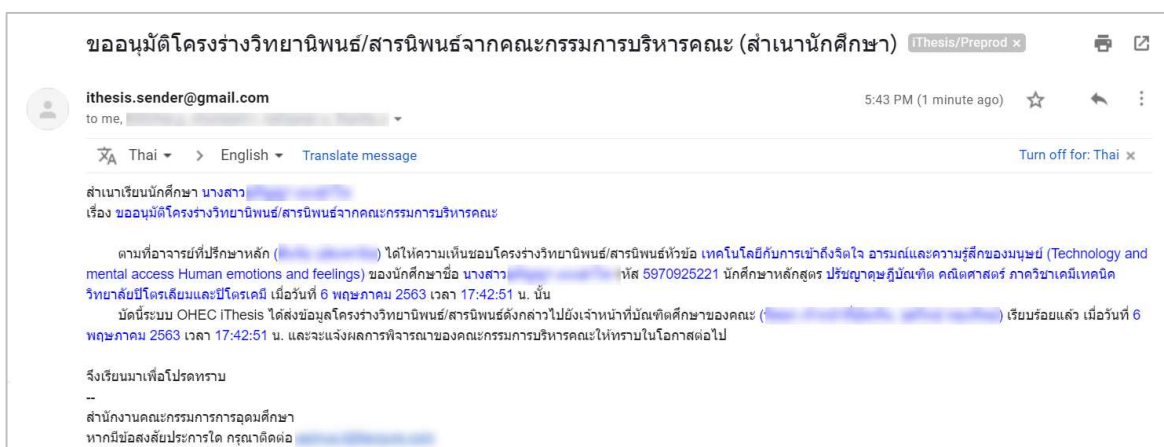 ขออนุมัติโครงร่างวิทยานิพนธ์/สารนิพนธ์จากคณะกรรมการบริหารคณะ (สำเนานักศึกษา) iThesis/Preprod ×
ithesis.sender@gmail.com 5:43 PM (1 minute ago)
to me,
Thai > English Translate message Turn off for: Thai ×
สำเนาเรียนนักศึกษา นางสาว
เรื่อง ขออนุมัติโครงร่างวิทยานิพนธ์/สารนิพนธ์จากคณะกรรมการบริหารคณะ
ตามที่อาจารย์ที่ปรึกษาหลัก ( ) ได้ให้ความเห็นชอบโครงร่างวิทยานิพนธ์/สารนิพนธ์หัวข้อ เทคโนโลยีกับการเข้าถึงจิตใจ อารมณ์และความรู้สึกของมนุษย์ (Technology and
mental access Human emotions and feelings) ของนักศึกษาชื่อ นางสาว หัส 5970925221 นักศึกษาหลักสูตร ปรัชญาดุษฎีบัณฑิต คณิตศาสตร์ ภาควิชาเคมีเทคนิค
วิทยาลัยปิโตรเลียมและปิโตรเคมี เมื่อวันที่ 6 พฤษภาคม 2563 เวลา 17:42:51 น. นั้น
บัดนี้ระบบ OHEC iThesis ได้ส่งข้อมูลโครงร่างวิทยานิพนธ์/สารนิพนธ์ดังกล่าวไปยังเจ้าหน้าที่บัณฑิตศึกษาของคณะ ( ) เรียบร้อยแล้ว เมื่อวันที่ 6
พฤษภาคม 2563 เวลา 17:42:51 น. และจะแจ้งผลการพิจารณาของคณะกรรมการบริหารคณะให้ทราบในโอกาสต่อไป
จึงเรียนมาเพื่อโปรดทราบ
--
สำนักงานคณะกรรมการการอุดมศึกษา
หากมีข้อสงสัยประการใด กรุณาติดต่อ